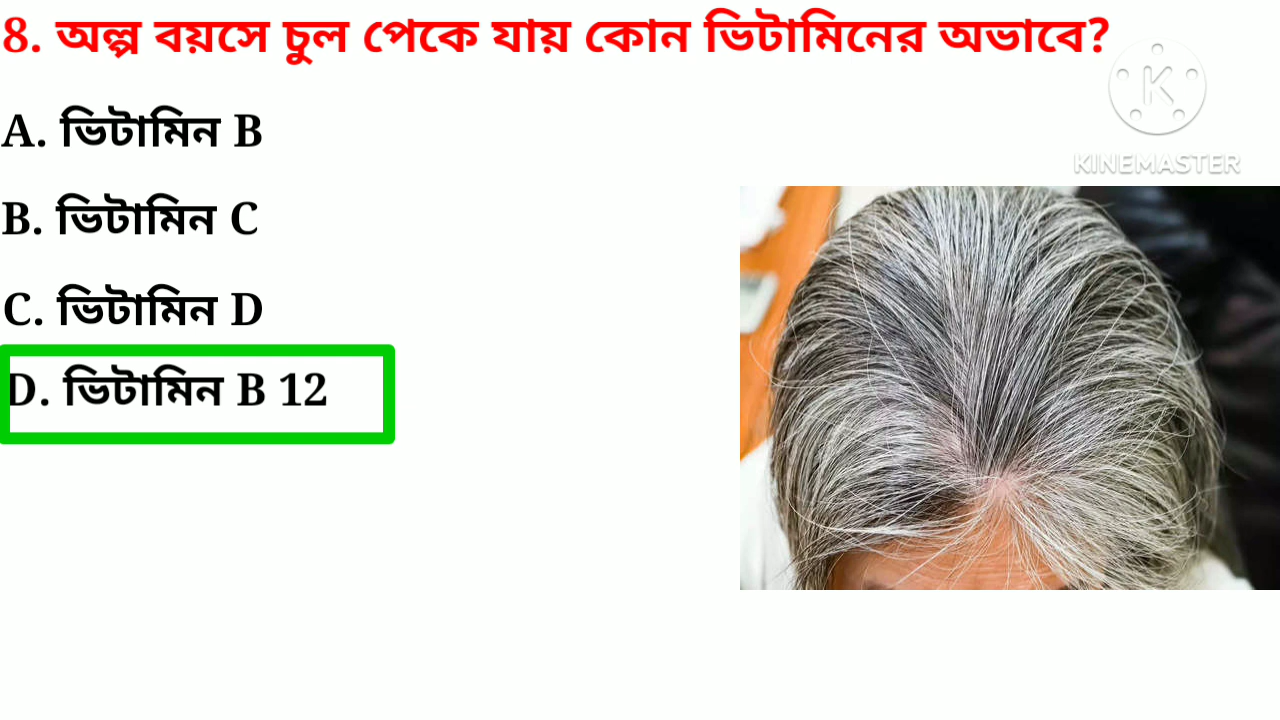 8. অল্প বয়সে চুল পেকে যায় কোন ভিটামিনের অভাবে?
A. ভিটামিন B
B. ভিটামিন C
C. ভিটামিন D
D. ভিটামিন B 12
K
KINEMASTER